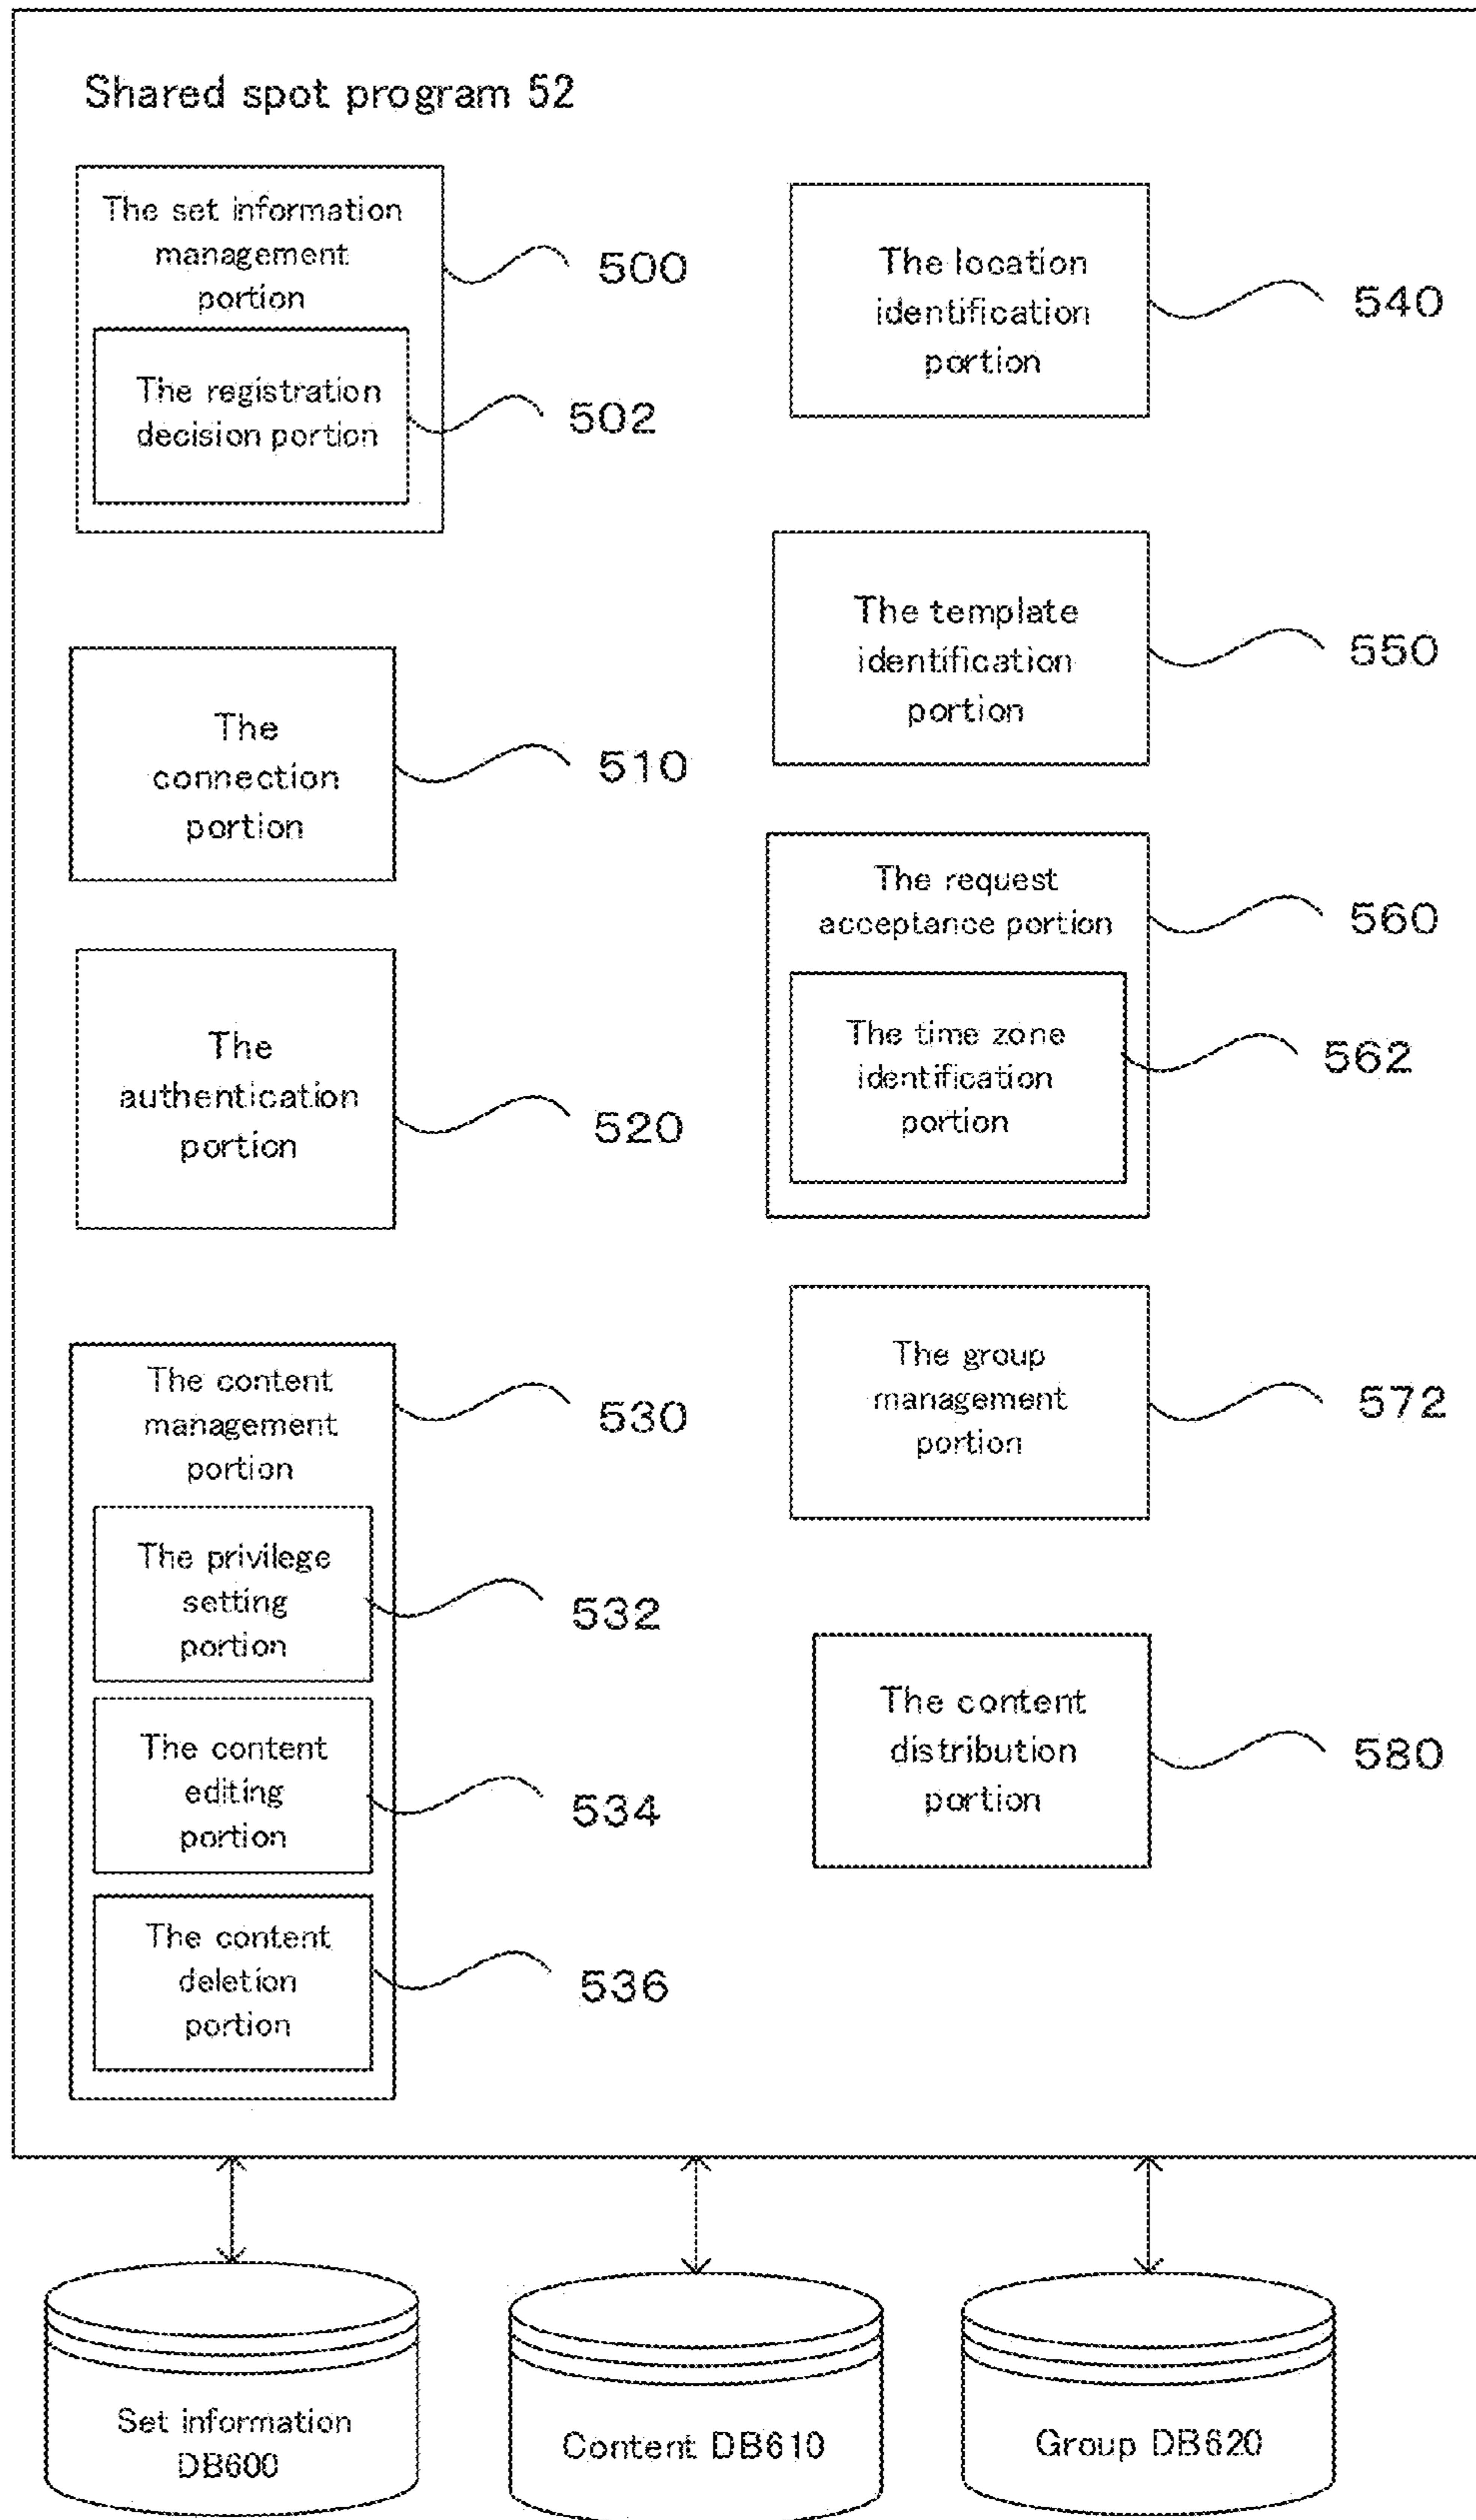 Shared spot program 52
The set information
management
portion
500
The registration
decision portion
502
The
connection
portion
510
The
authentication
portion
520
The content
management
portion
530
The privilege
setting
portion
532
The content
editing
portion
534
The content
deletion
portion
536
The location
identification
portion
540
The template
identification
portion
550
The request
acceptance portion
560
The time zone
identification
portion
562
The group
management
portion
572
The content
distribution
portion
580
Set information
DB600
Content DB610
Group DB620